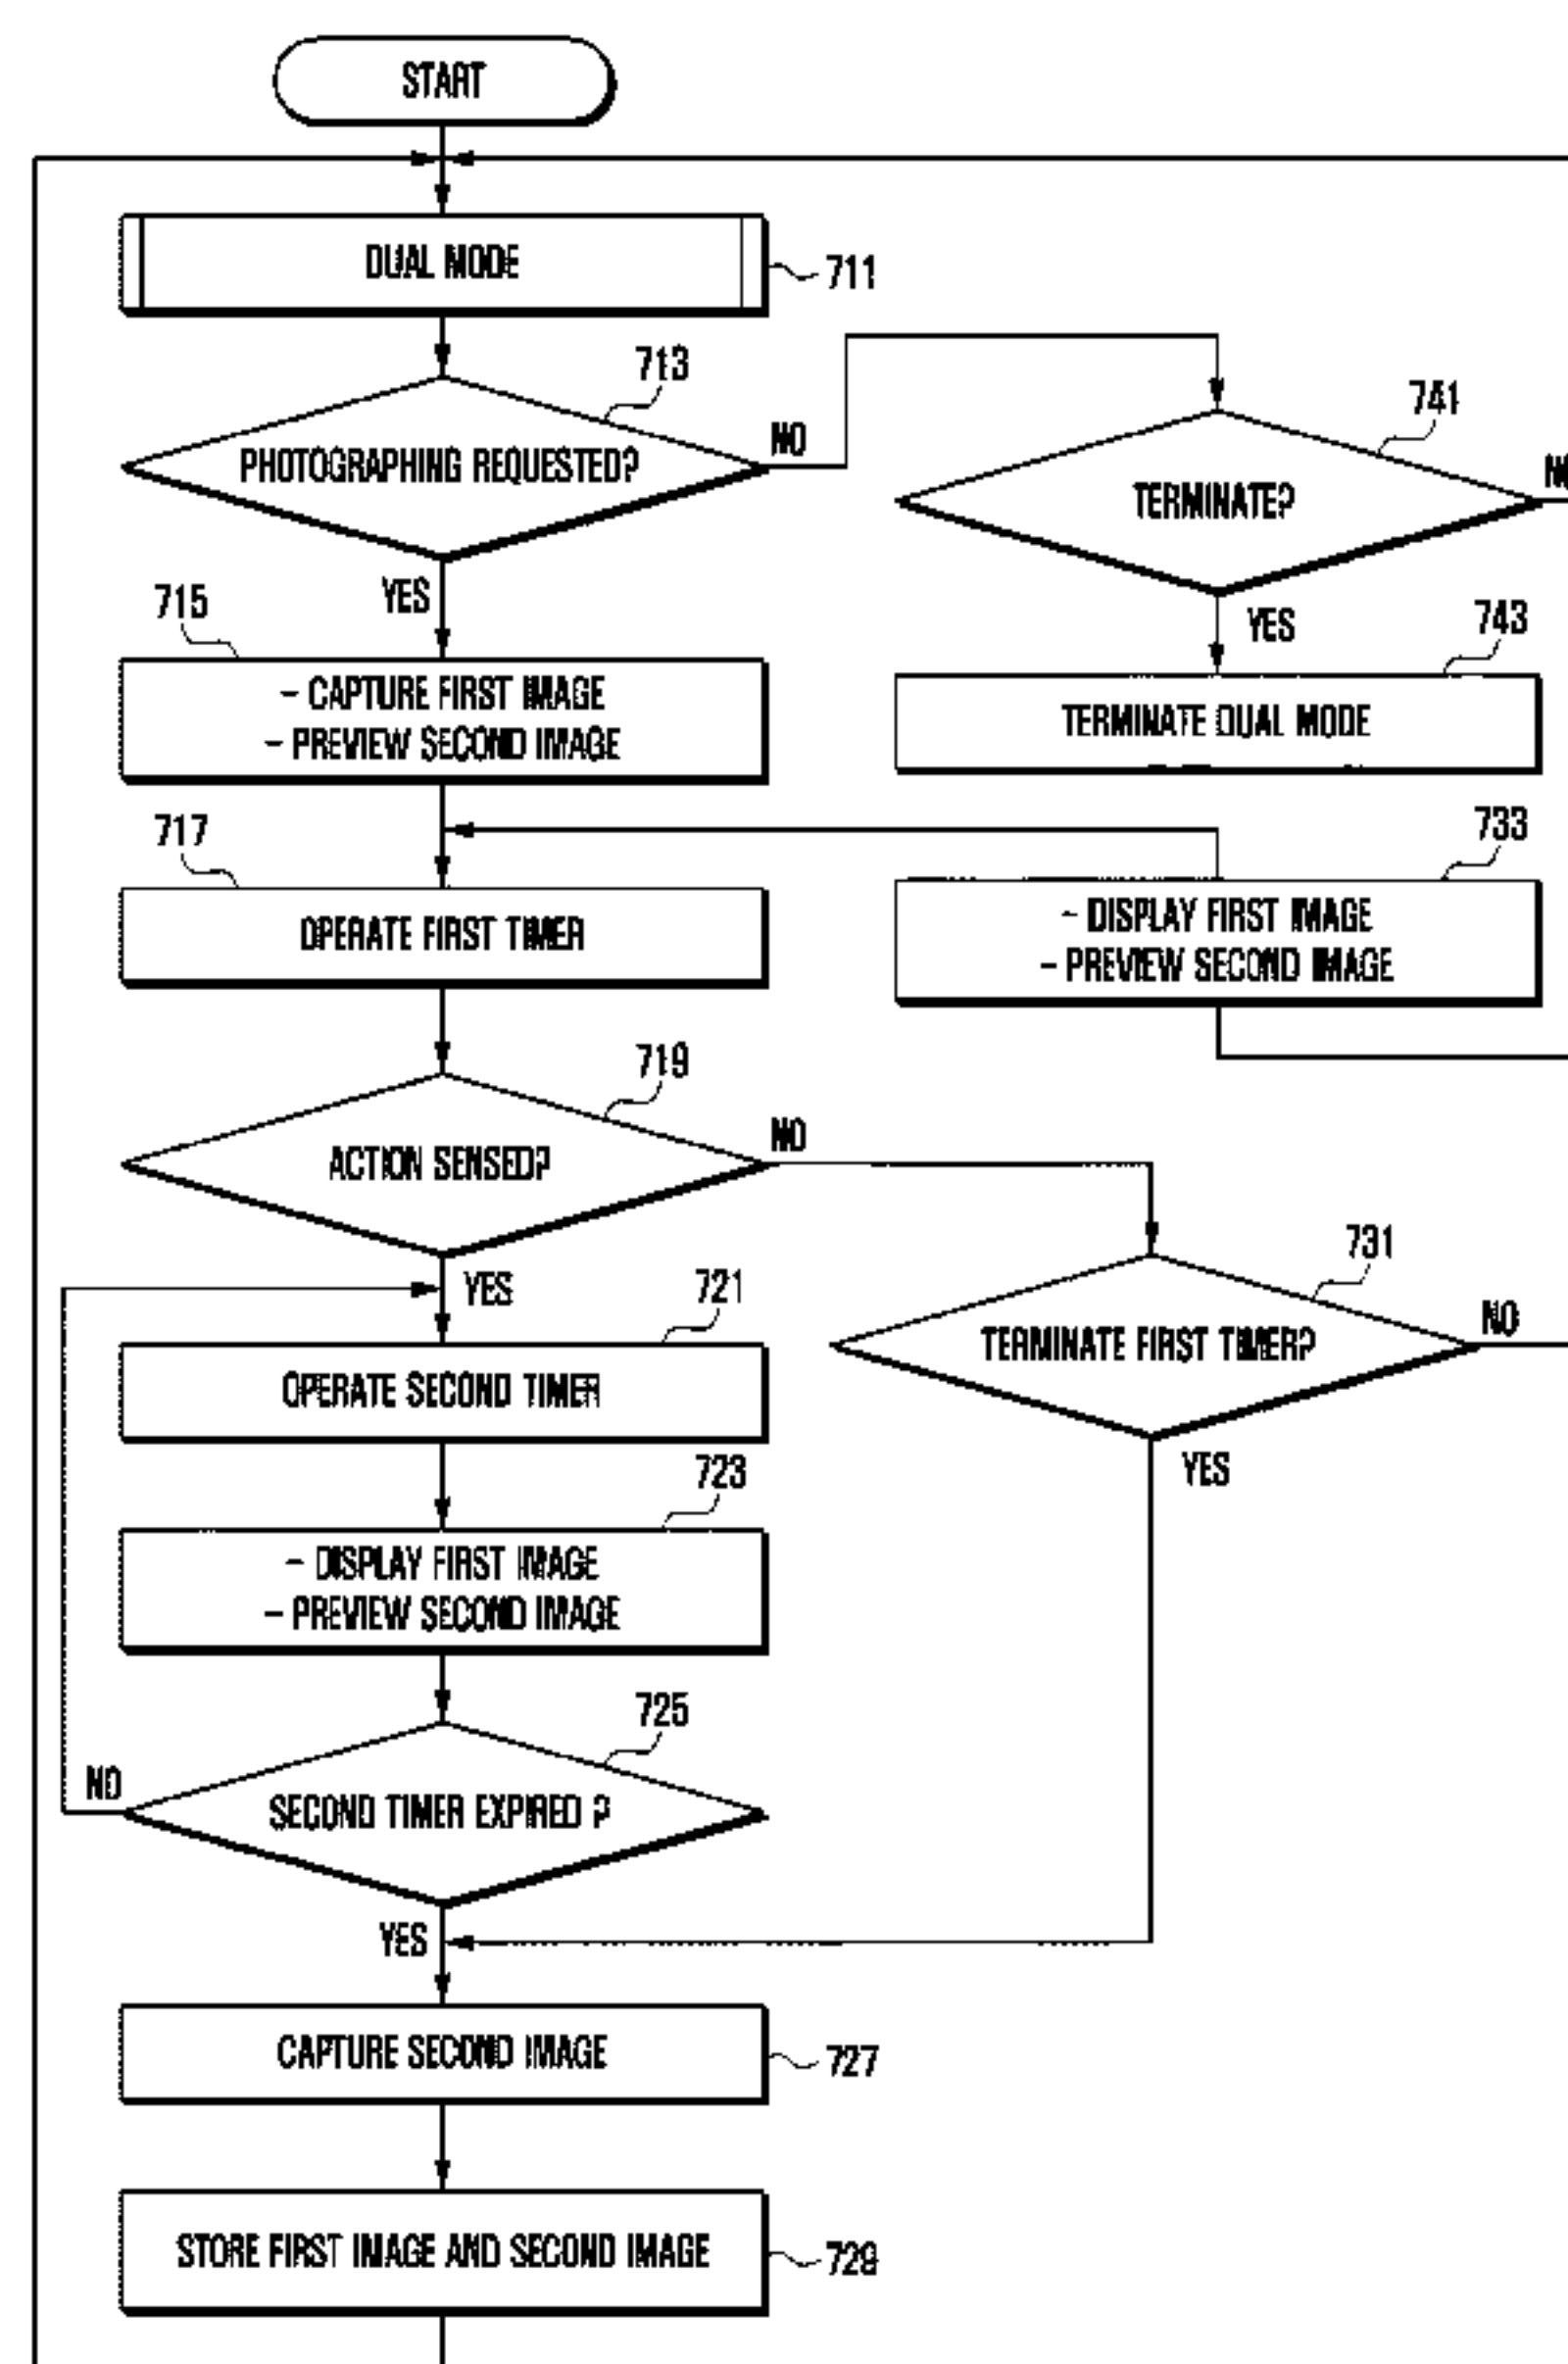 START
DUAL MODE
711
713
PHOTOGRAPHING REQUESTED?
NO
741
TERMINATE?
NO
YES
715
- CAPTURE FIRST IMAGE
- PREVIEW SECOND IMAGE
YES
743
TERMINATE DUAL MODE
717
OPERATE FIRST TIMER
733
- DISPLAY FIRST IMAGE
- PREVIEW SECOND IMAGE
719
ACTION SENSED?
NO
731
TERMINATE FIRST TIMER?
NO
YES
YES
721
OPERATE SECOND TIMER
723
- DISPLAY FIRST IMAGE
- PREVIEW SECOND IMAGE
725
SECOND TIMER EXPIRED ?
NO
YES
CAPTURE SECOND IMAGE
727
STORE FIRST IMAGE AND SECOND IMAGE
729